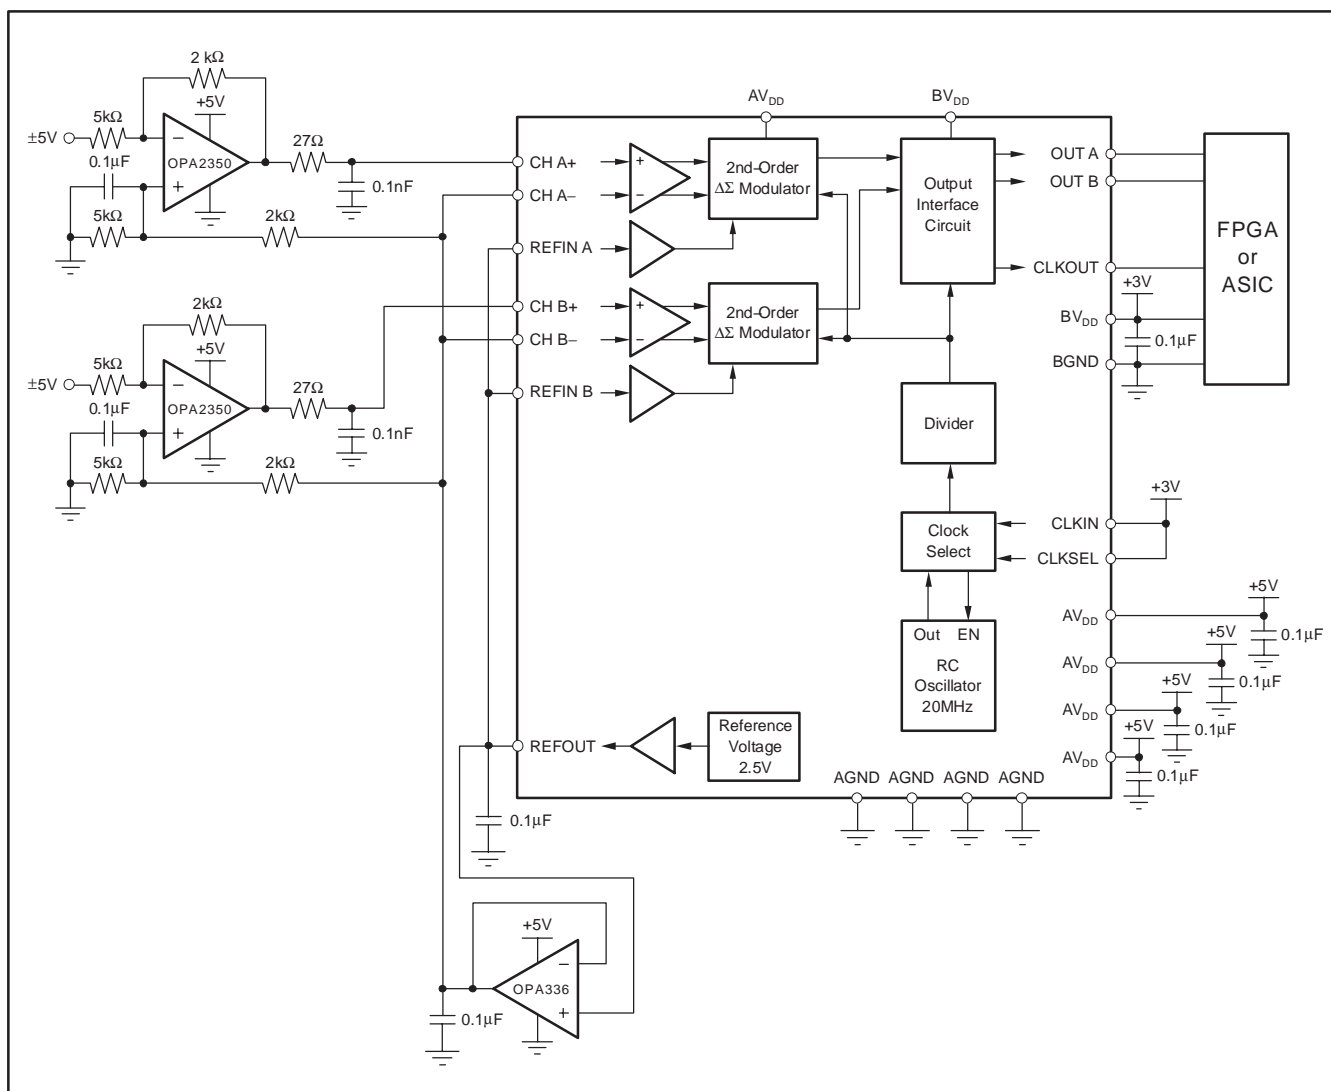 2 kΩ
+5V
5kΩ
±5V
−
OPA2350
27Ω
0.1μF
+
0.1nF
5kΩ
2kΩ
2kΩ
+5V
5kΩ
±5V
−
OPA2350
27Ω
0.1μF
+
0.1nF
5kΩ
2kΩ
AVDD
BVDD
CH A+
+
CH A−
−
2nd-Order
ΔΣ Modulator
REFIN A
CH B+
+
CH B−
−
2nd-Order
ΔΣ Modulator
REFIN B
Output
Interface
Circuit
OUT A
OUT B
CLKOUT
+3V
BVDD
0.1μF
BGND
FPGA
or
ASIC
Divider
Clock
Select
+3V
CLKIN
CLKSEL
Out EN
RC
Oscillator
20MHz
+5V
AVDD
0.1μF
+5V
AVDD
0.1μF
+5V
AVDD
0.1μF
+5V
AVDD
0.1μF
REFOUT
Reference
Voltage
2.5V
AGND AGND AGND AGND
0.1μF
+5V
−
OPA336
+
0.1μF